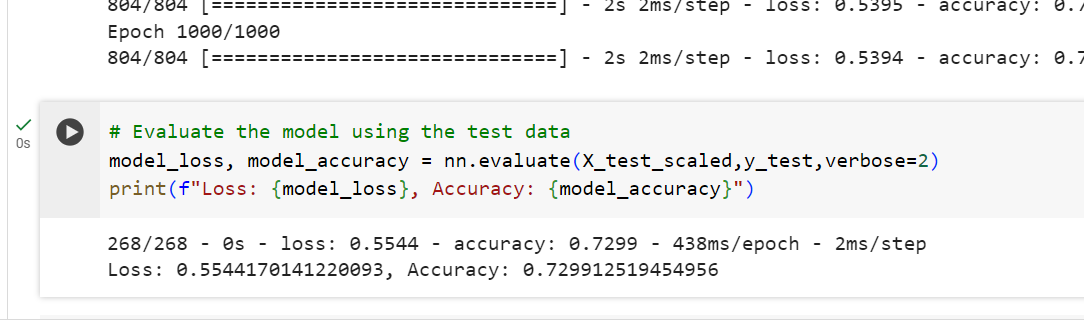 804/804 [==============================] - 2s 2ms/step - loss: 0.5395 - accuracy:
Epoch 1000/1000
804/804 [==============================] - 2s 2ms/step - loss: 0.5394 - accuracy: 0.7
# Evaluate the model using the test data
0s
model_loss, model_accuracy = nn.evaluate(X_test_scaled,y_test,verbose=2)
print(f"Loss: {model_loss}, Accuracy: {model_accuracy}")
268/268 - 0s - loss: 0.5544 - accuracy: 0.7299 - 438ms/epoch - 2ms/step
Loss: 0.5544170141220093, Accuracy: 0.729912519454956